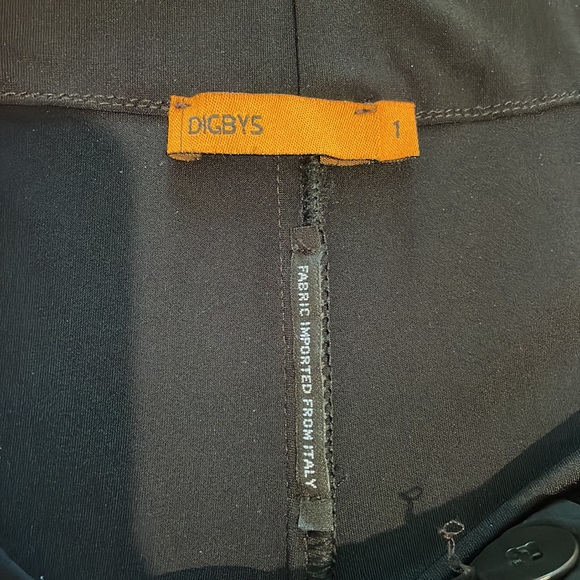 DIGBYS 1
FABRIC IMPORTED FROM ITALY